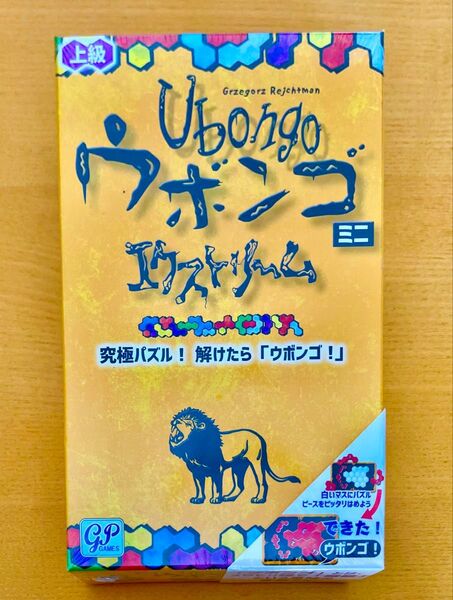 上級
Grzegorz Rejchtman
Ubongo
ウボンゴ
ミニ
エクストリーム
究極パズル！ 解けたら「ウボンゴ！」
白いマスにパズル
ピースをピッタリはめよう
できた！
ウボンゴ！
GP
GAMES